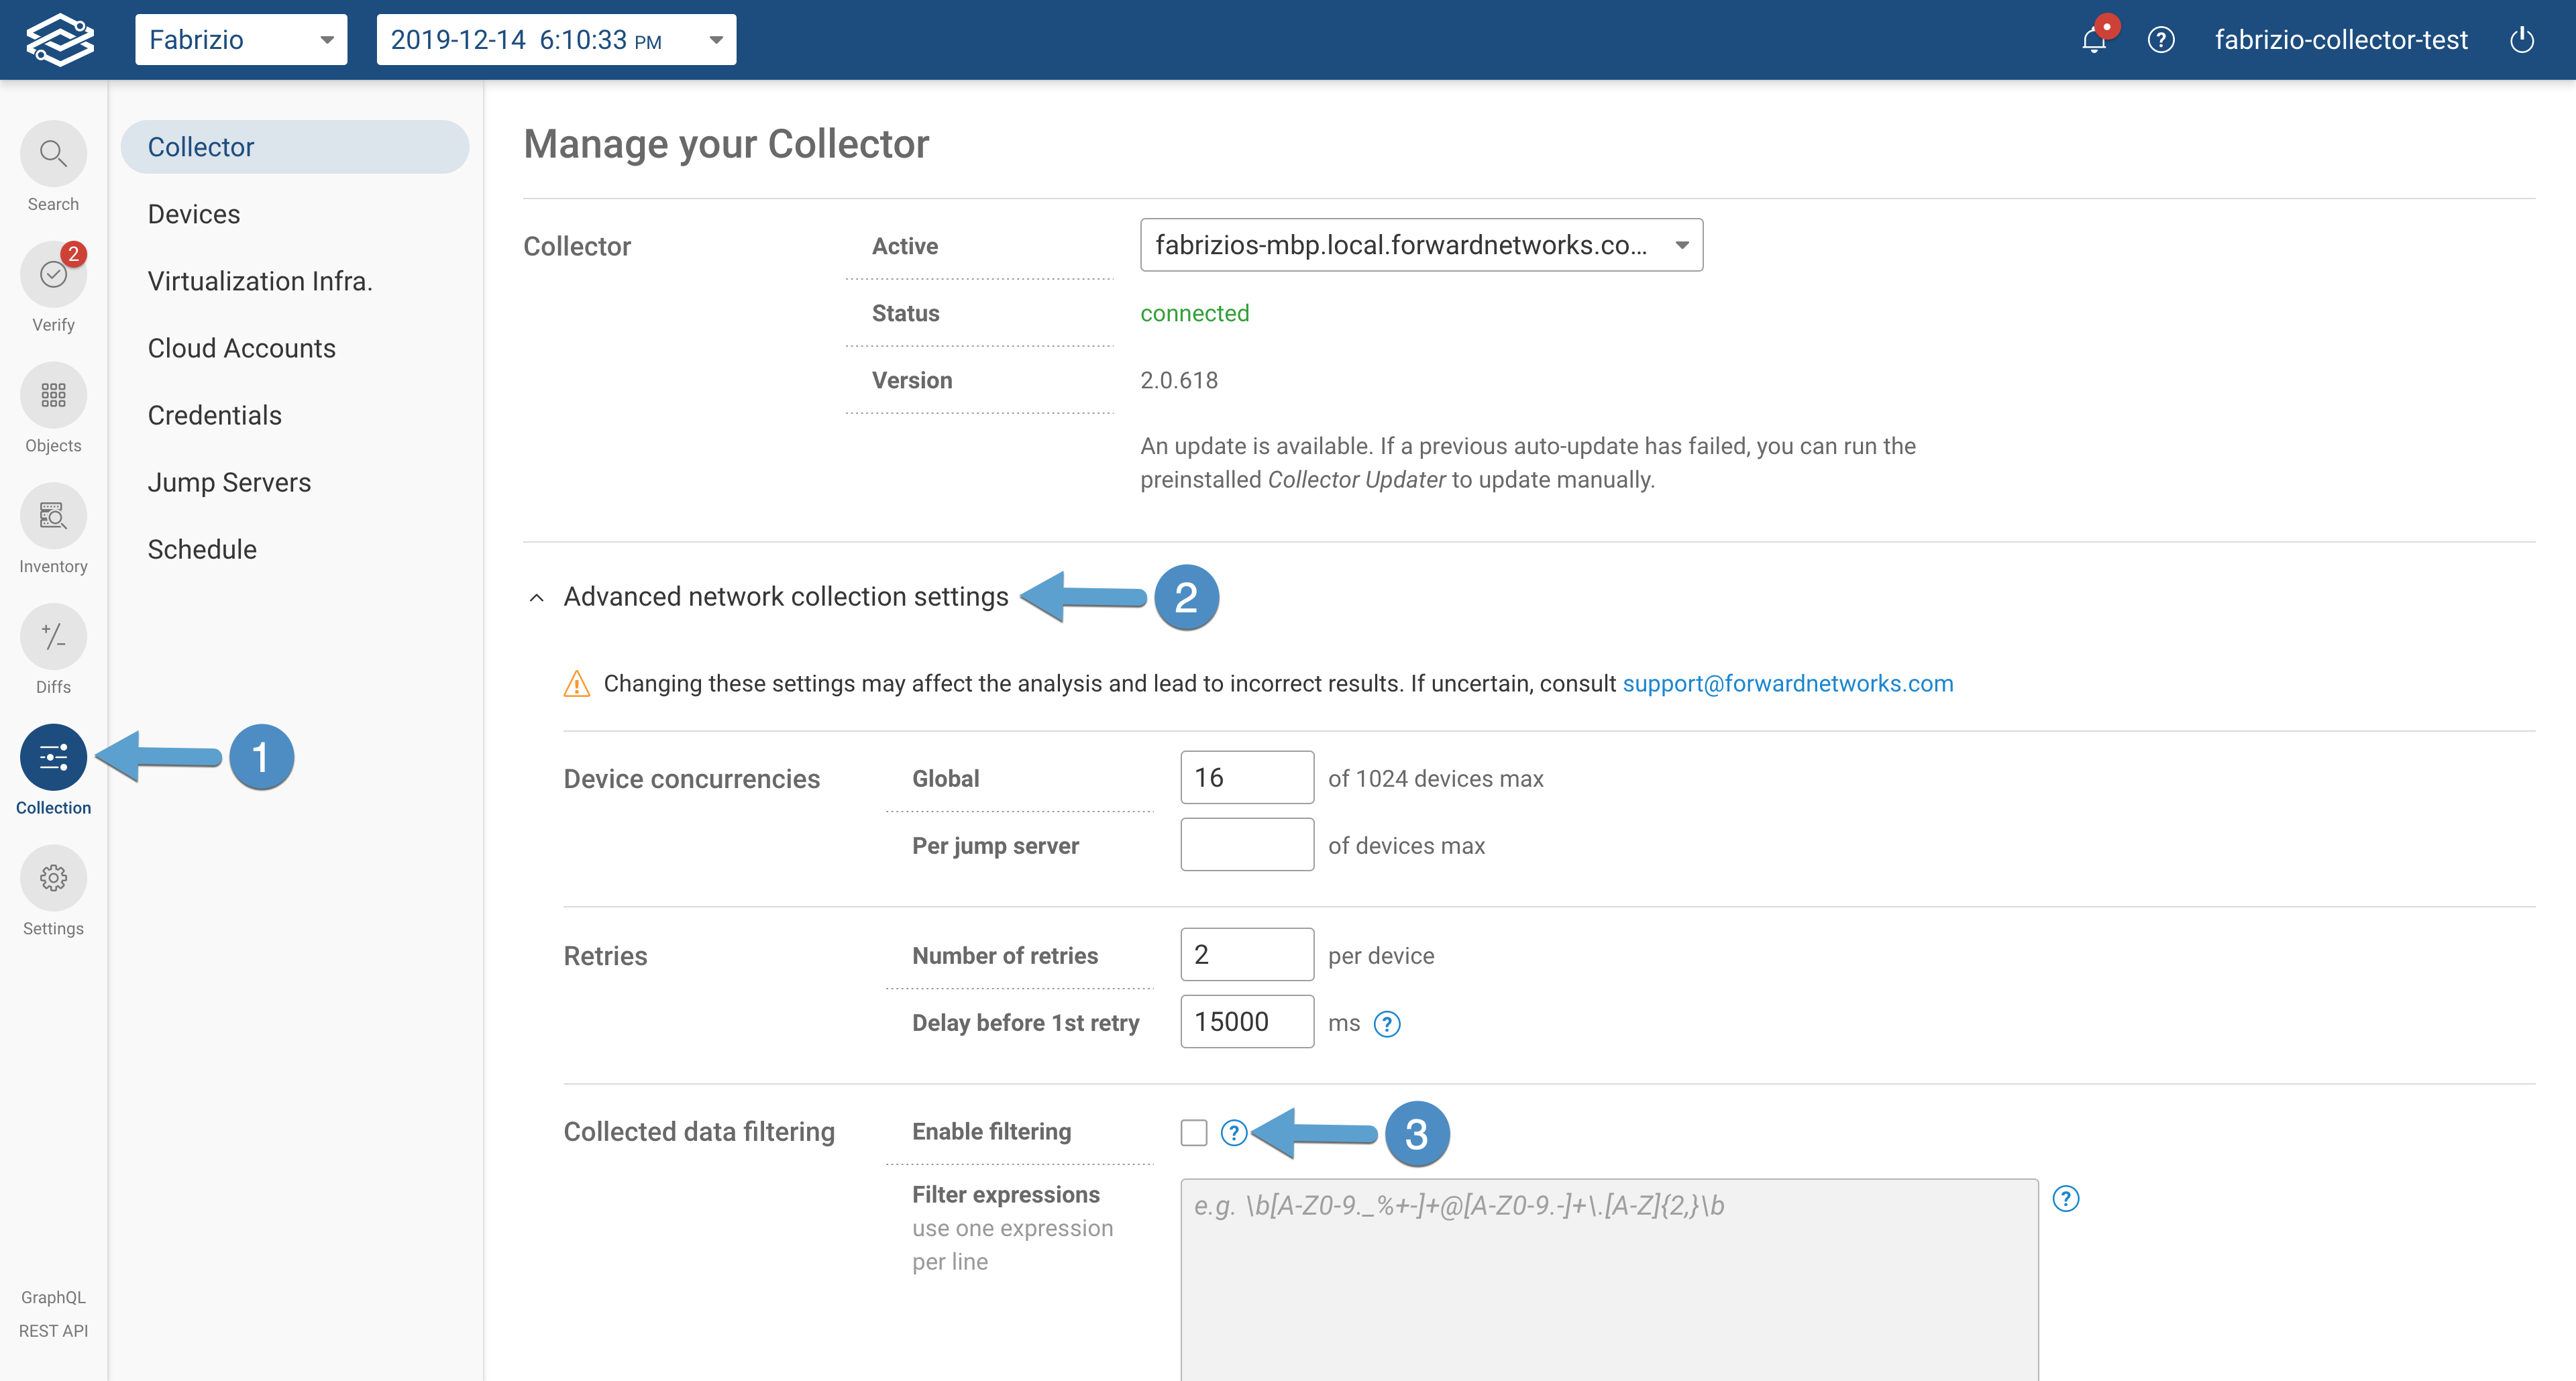 Fabrizio
2019-12-14 6:10:33 PM
fabrizio-collector-test
Search
2
Verify
Objects
Inventory
Diffs
Collection
Settings
GraphQL
REST API
1
Collector
Devices
Virtualization Infra.
Cloud Accounts
Credentials
Jump Servers
Schedule
Manage your Collector
Collector
Active
fabrizios-mbp.local.forwardnetworks.co...
Status
connected
Version
2.0.618
An update is available. If a previous auto-update has failed, you can run the
preinstalled Collector Updater to update manually.
Advanced network collection settings
2
Changing these settings may affect the analysis and lead to incorrect results. If uncertain, consult support@forwardnetworks.com
Device concurrencies
Global
16
of 1024 devices max
Per jump server
of devices max
Retries
Number of retries
2
per device
Delay before 1st retry
15000
ms ?
Collected data filtering
Enable filtering
?
3
Filter expressions
use one expression
per line
e.g. \b[A-Z0-9._%+-]+@[A-Z0-9.-]+\.[A-Z]{2,}\b
?